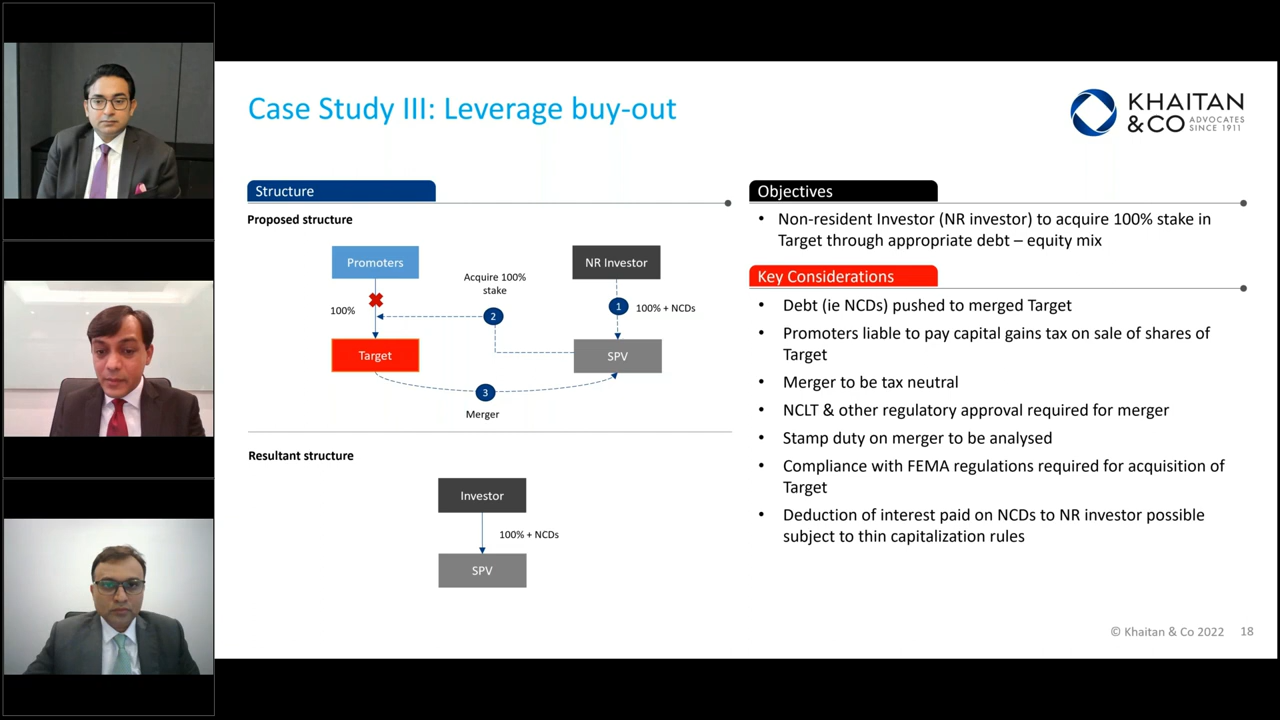 Case Study III: Leverage buy-out
KHAITAN
&CO ADVOCATES
SINCE 1911
Structure
Proposed structure
Promoters
NR Investor
Acquire 100%
stake
100%
1
100% + NCDs
2
Target
SPV
3
Merger
Resultant structure
Investor
100% + NCDs
SPV
Objectives
• Non-resident Investor (NR investor) to acquire 100% stake in
Target through appropriate debt – equity mix
Key Considerations
• Debt (ie NCDs) pushed to merged Target
• Promoters liable to pay capital gains tax on sale of shares of
Target
• Merger to be tax neutral
• NCLT & other regulatory approval required for merger
• Stamp duty on merger to be analysed
• Compliance with FEMA regulations required for acquisition of
Target
• Deduction of interest paid on NCDs to NR investor possible
subject to thin capitalization rules
© Khaitan & Co 2022 18